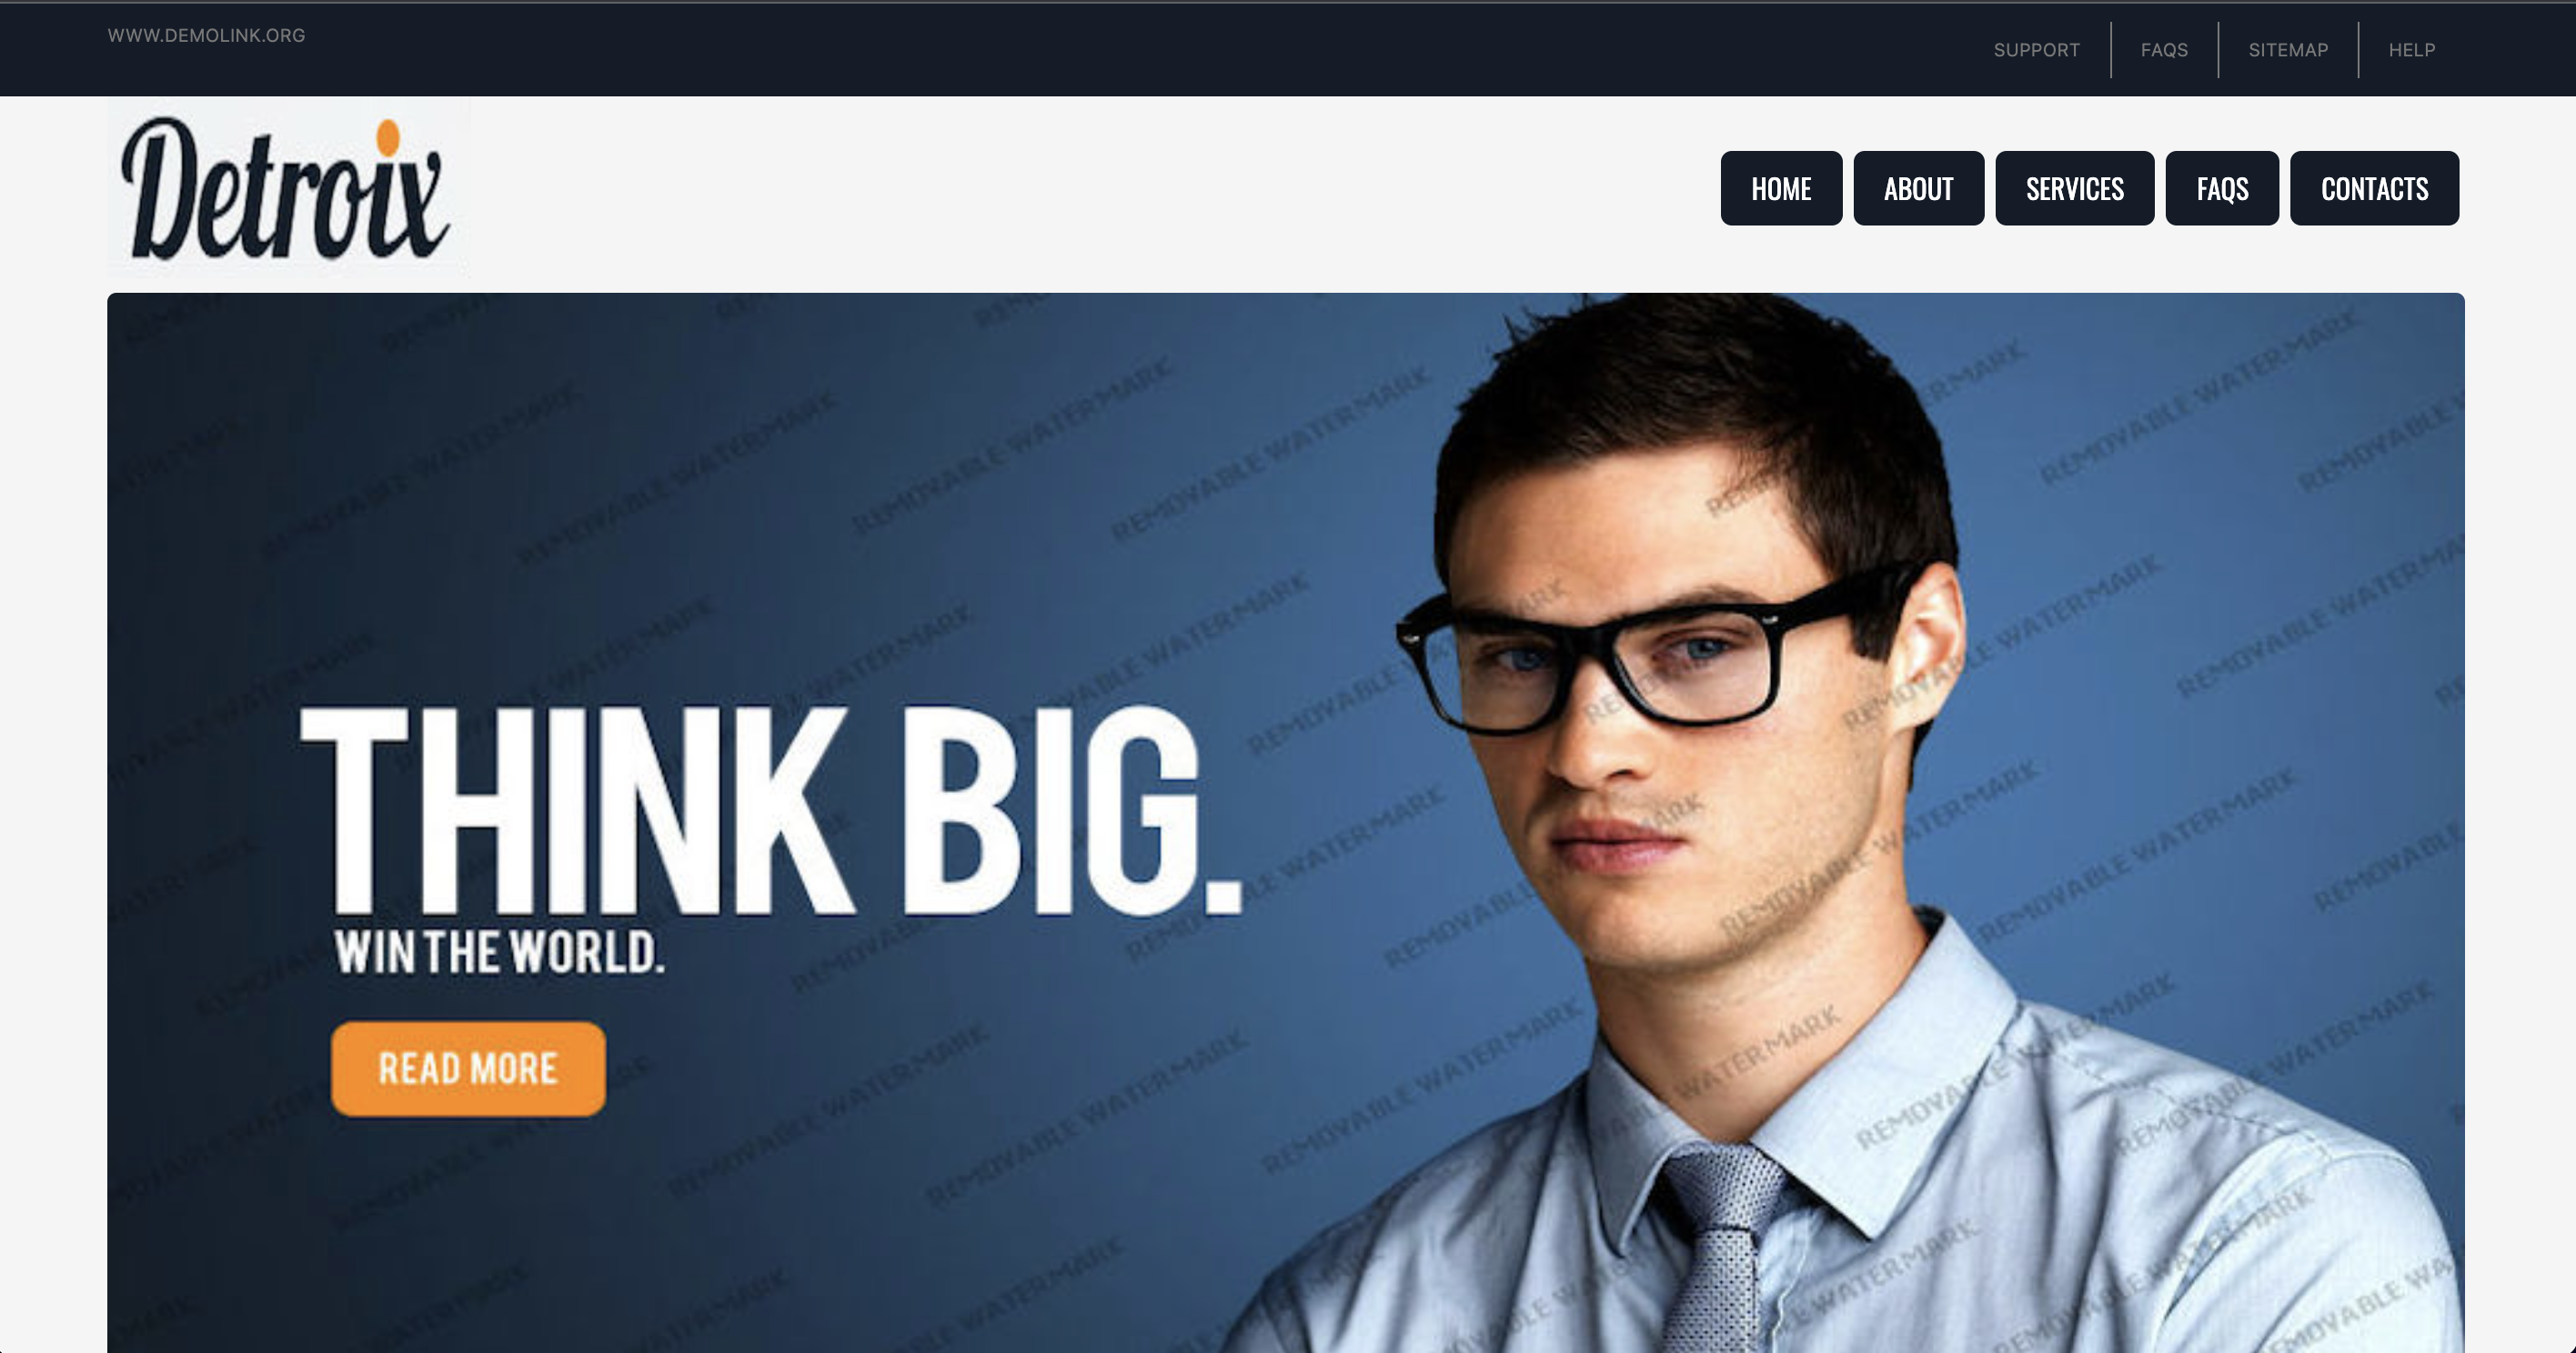 WWW.DEMOLINK.ORG
SUPPORT FAQS SITEMAP HELP
Detroix
HOME ABOUT SERVICES FAQS CONTACTS
THINK BIG.
WIN THE WORLD.
READ MORE
REMOVABLE WATERMARK